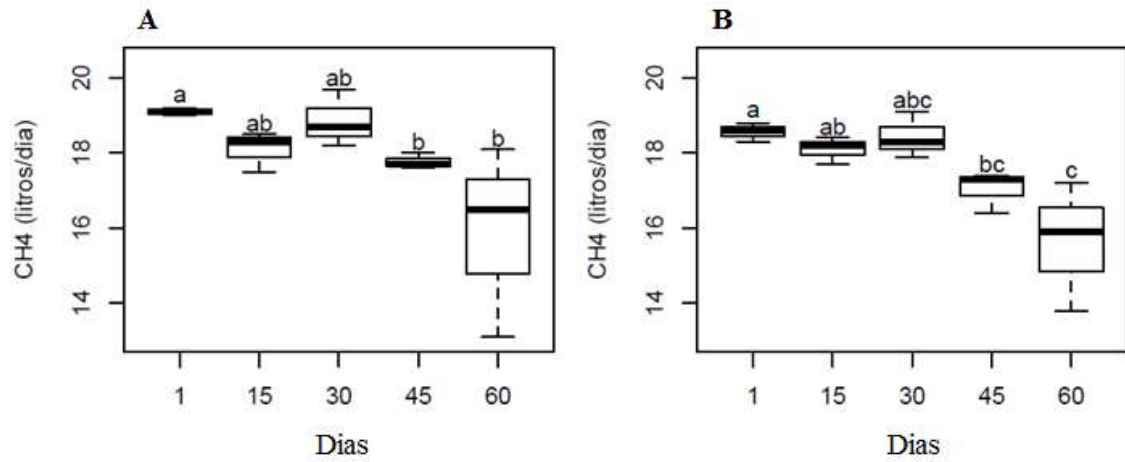 A
CH4 (litros/dia)
20
18
16
14
a
ab
ab
b
b
1 15 30 45 60
Dias
B
CH4 (litros/dia)
20
18
16
14
a
ab
abc
bc
c
1 15 30 45 60
Dias